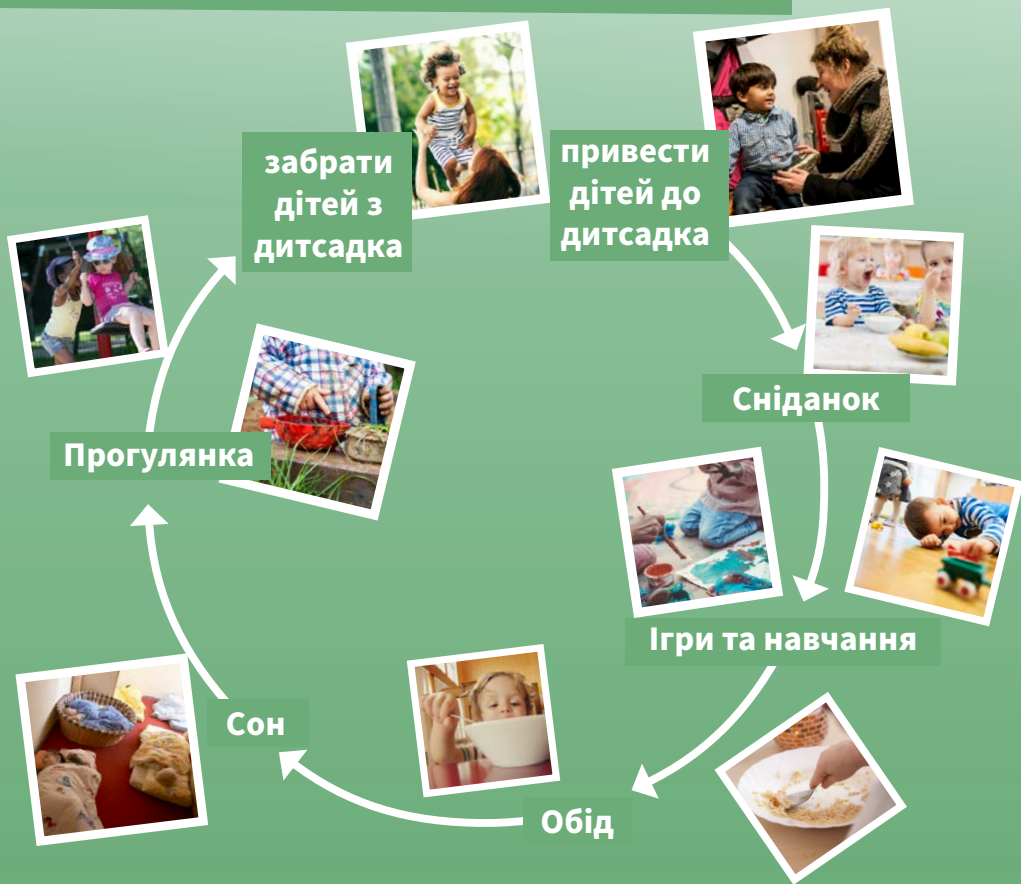 привести
дітей до
дитсадка
Сніданок
Ігри та навчання
Обід
Сон
Прогулянка
забрати
дітей з
дитсадка